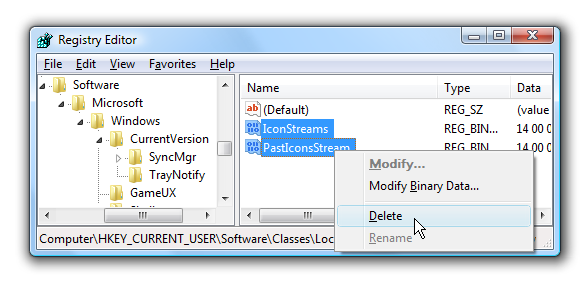 Registry Editor
File Edit View Favorites Help
Software
Microsoft
Windows
CurrentVersion
SyncMgr
TrayNotify
GameUX
Name Type Data
(Default) REG_SZ (value
IconStreams REG_BIN... 14 00 0
PastIconsStream REG_BIN... 14 00 0
Modify...
Modify Binary Data...
Delete
Rename
Computer\HKEY_CURRENT_USER\Software\Classes\Loc